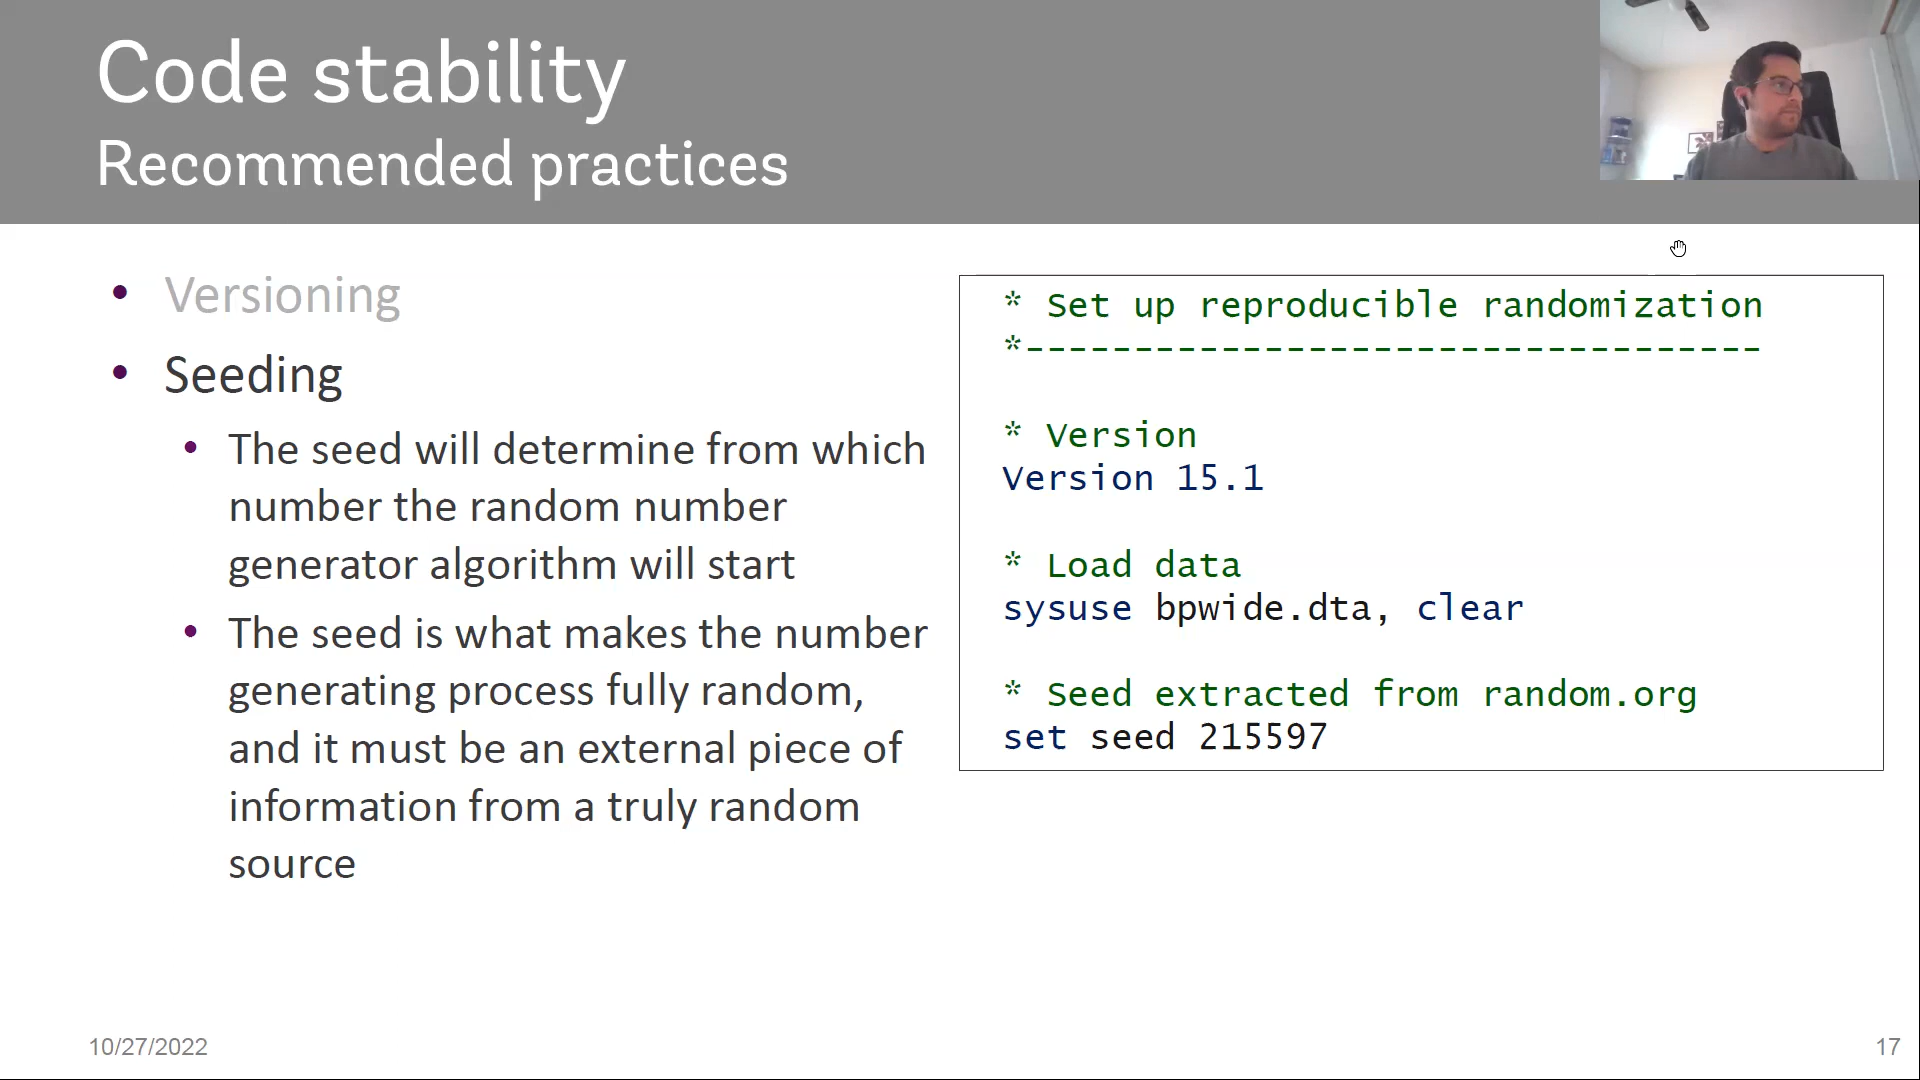 Code stability
Recommended practices
• Versioning
• Seeding
• The seed will determine from which
number the random number
generator algorithm will start
• The seed is what makes the number
generating process fully random,
and it must be an external piece of
information from a truly random
source
* Set up reproducible randomization
*----------------------------------
* Version
Version 15.1
* Load data
sysuse bpwide.dta, clear
* Seed extracted from random.org
set seed 215597
10/27/2022
17